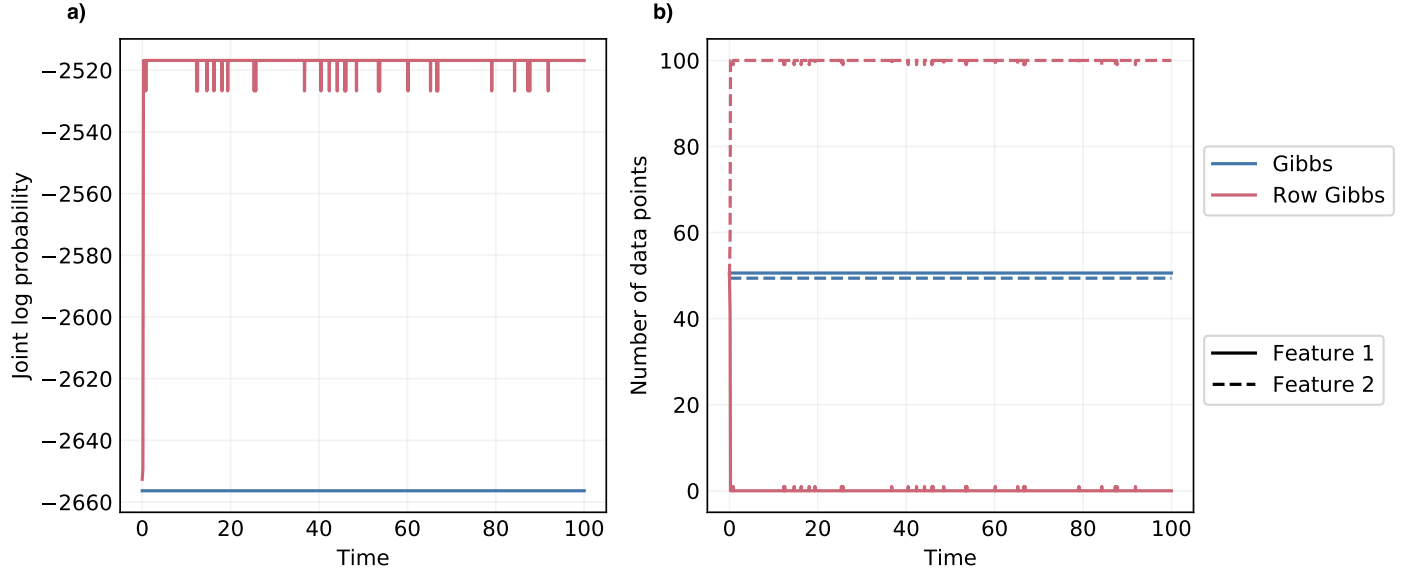 a)
Joint log probability
−2520
−2540
−2560
−2580
−2600
−2620
−2640
−2660
0 20 40 60 80 100
Time
b)
Number of data points
100
80
60
40
20
0
0 20 40 60 80 100
Time
Gibbs
Row Gibbs
Feature 1
Feature 2